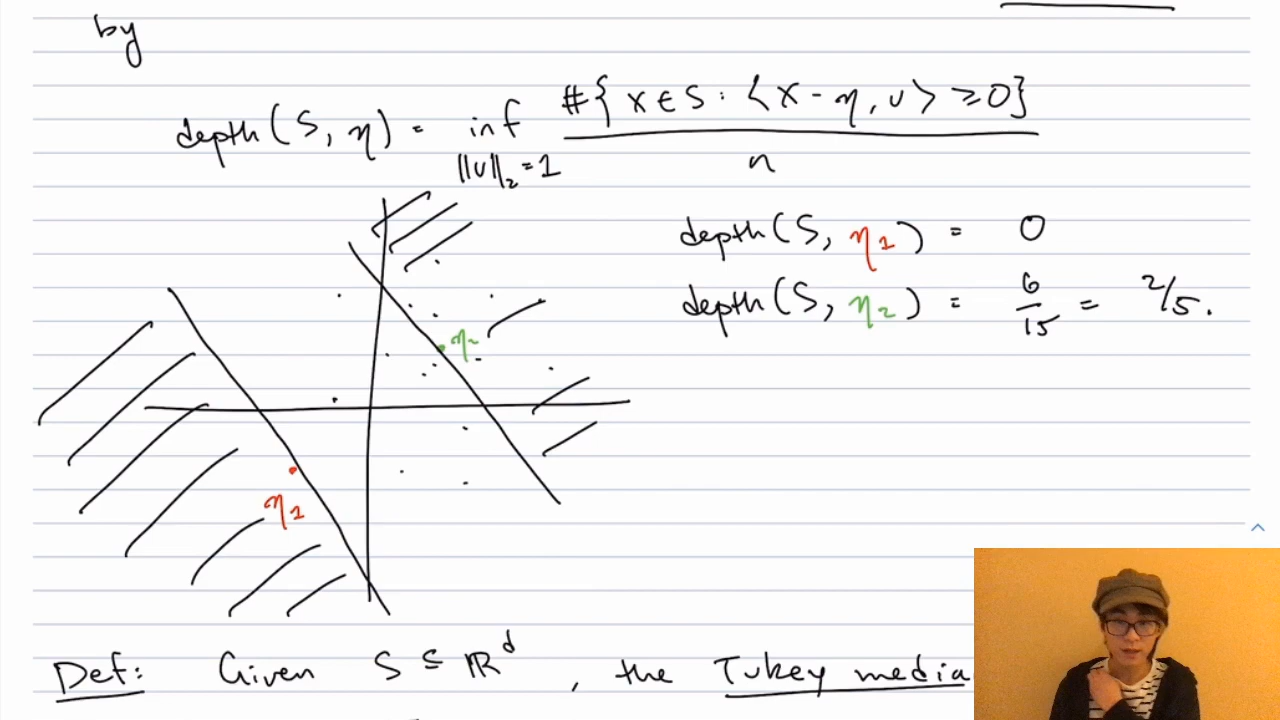 by
depth(S, η) = inf #{ x ∈ S : ⟨x - η, v⟩ ≥ 0}
‖v‖₂ = 1 n
depth(S, η₁) = 0
depth(S, η₂) = 6/15 = 2/5.
η₂
η₁
Def: Given S ⊆ ℝᵈ, the Tukey media